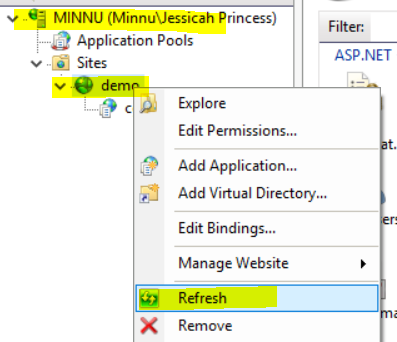 MINNU (Minnu\Jessicah Princess)
Application Pools
Sites
demo
Filter:
ASP.NET
Explore
Edit Permissions...
Add Application...
Add Virtual Directory...
Edit Bindings...
Manage Website
Refresh
Remove